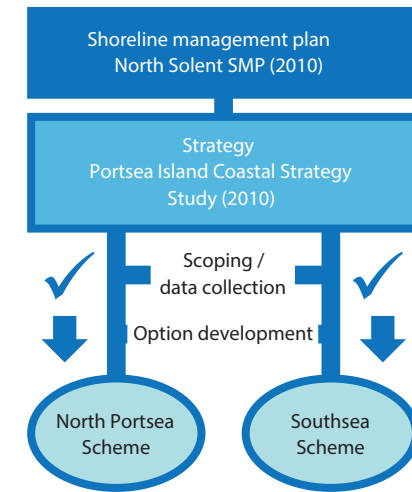 Shoreline management plan
North Solent SMP (2010)
Strategy
Portsea Island Coastal Strategy
Study (2010)
Scoping /
data collection
Option development
North Portsea
Scheme
Southsea
Scheme